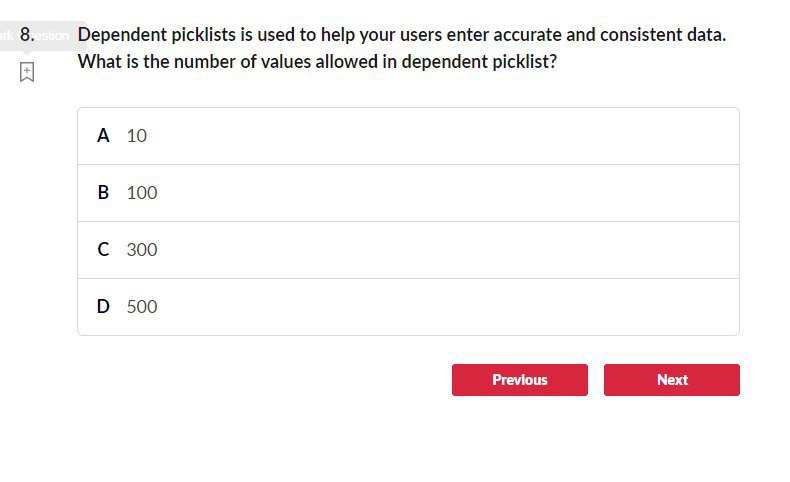 8. Dependent picklists is used to help your users enter accurate and consistent data.
What is the number of values allowed in dependent picklist?
A 10
B 100
C 300
D 500
Previous Next